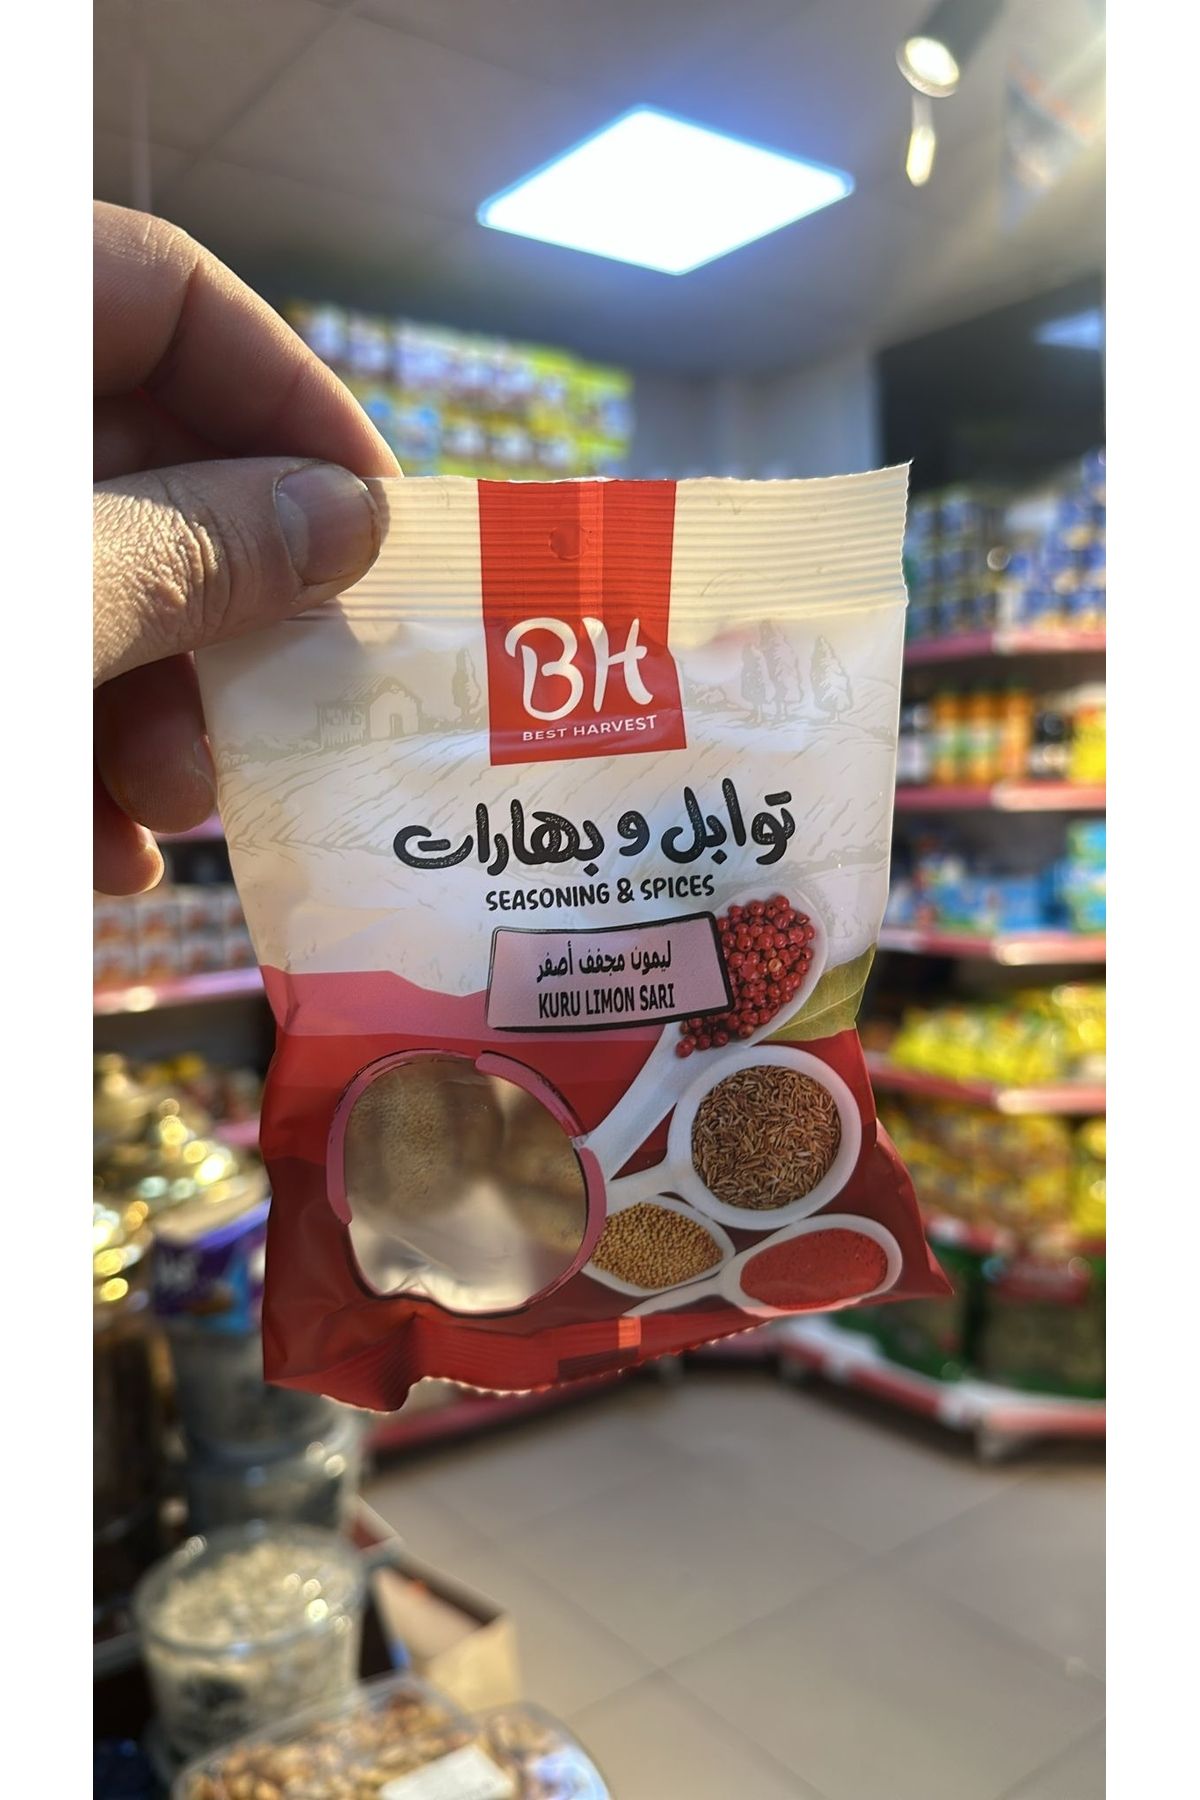 BH
BEST HARVEST
توابل و بهارات
SEASONING & SPICES
ليمون مجفف أصفر
KURU LIMON SARI